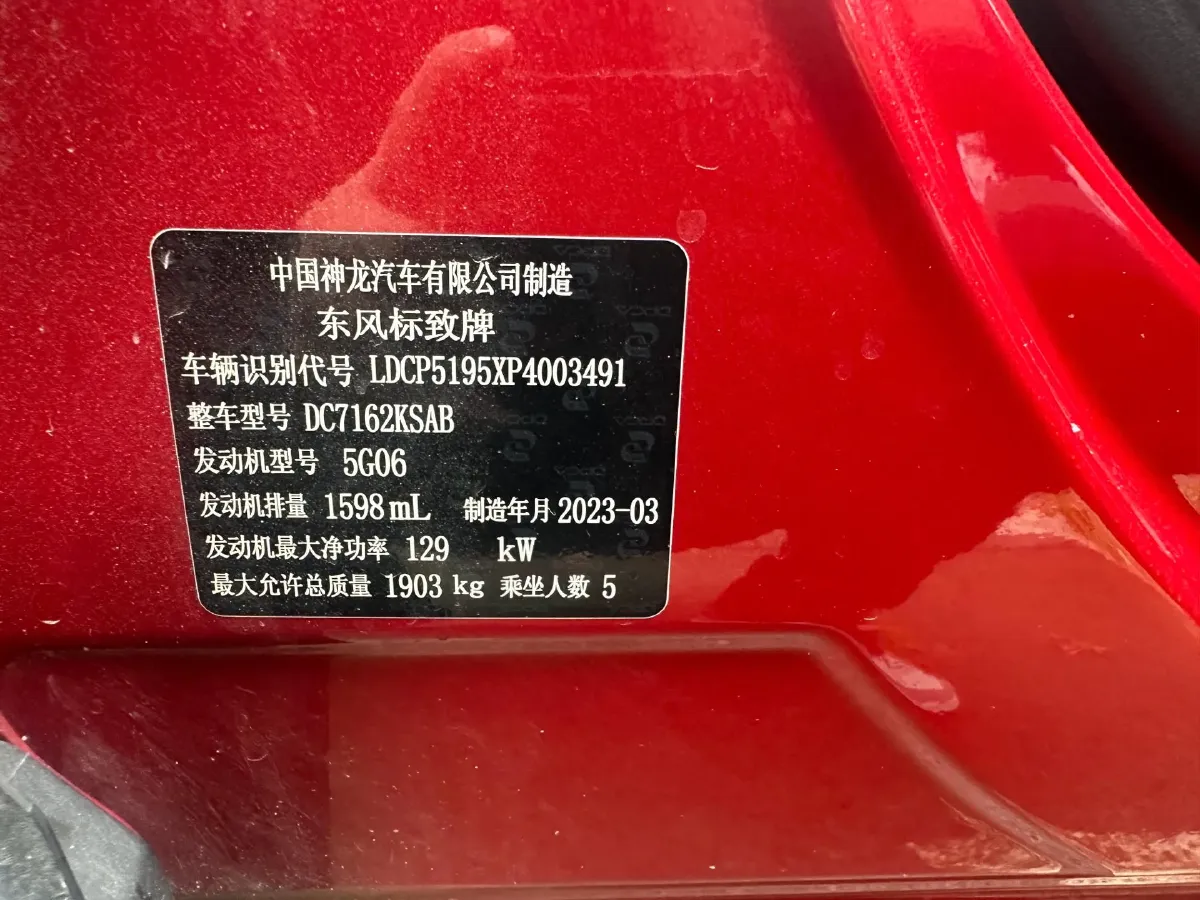 中国神龙汽车有限公司制造
东风标致牌
车辆识别代号 LDCP5195XP4003491
整车型号 DC7162KSAB
发动机型号 5G06
发动机排量 1598 mL 制造年月 2023-03
发动机最大净功率 129 kW
最大允许总质量 1903 kg 乘坐人数 5